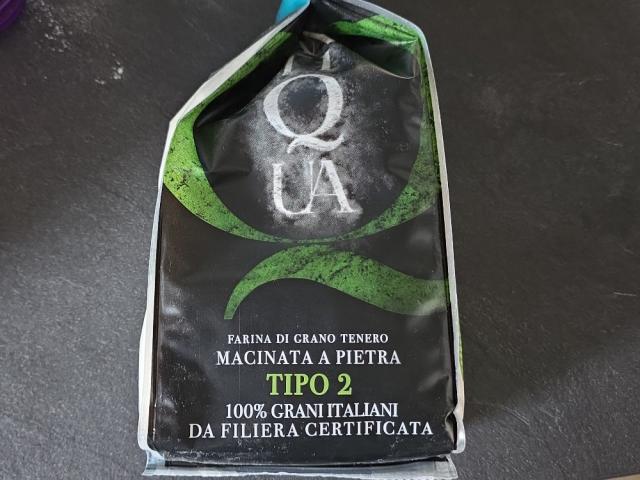 Q
UA
FARINA DI GRANO TENERO
MACINATA A PIETRA
TIPO 2
100% GRANI ITALIANI
DA FILIERA CERTIFICATA